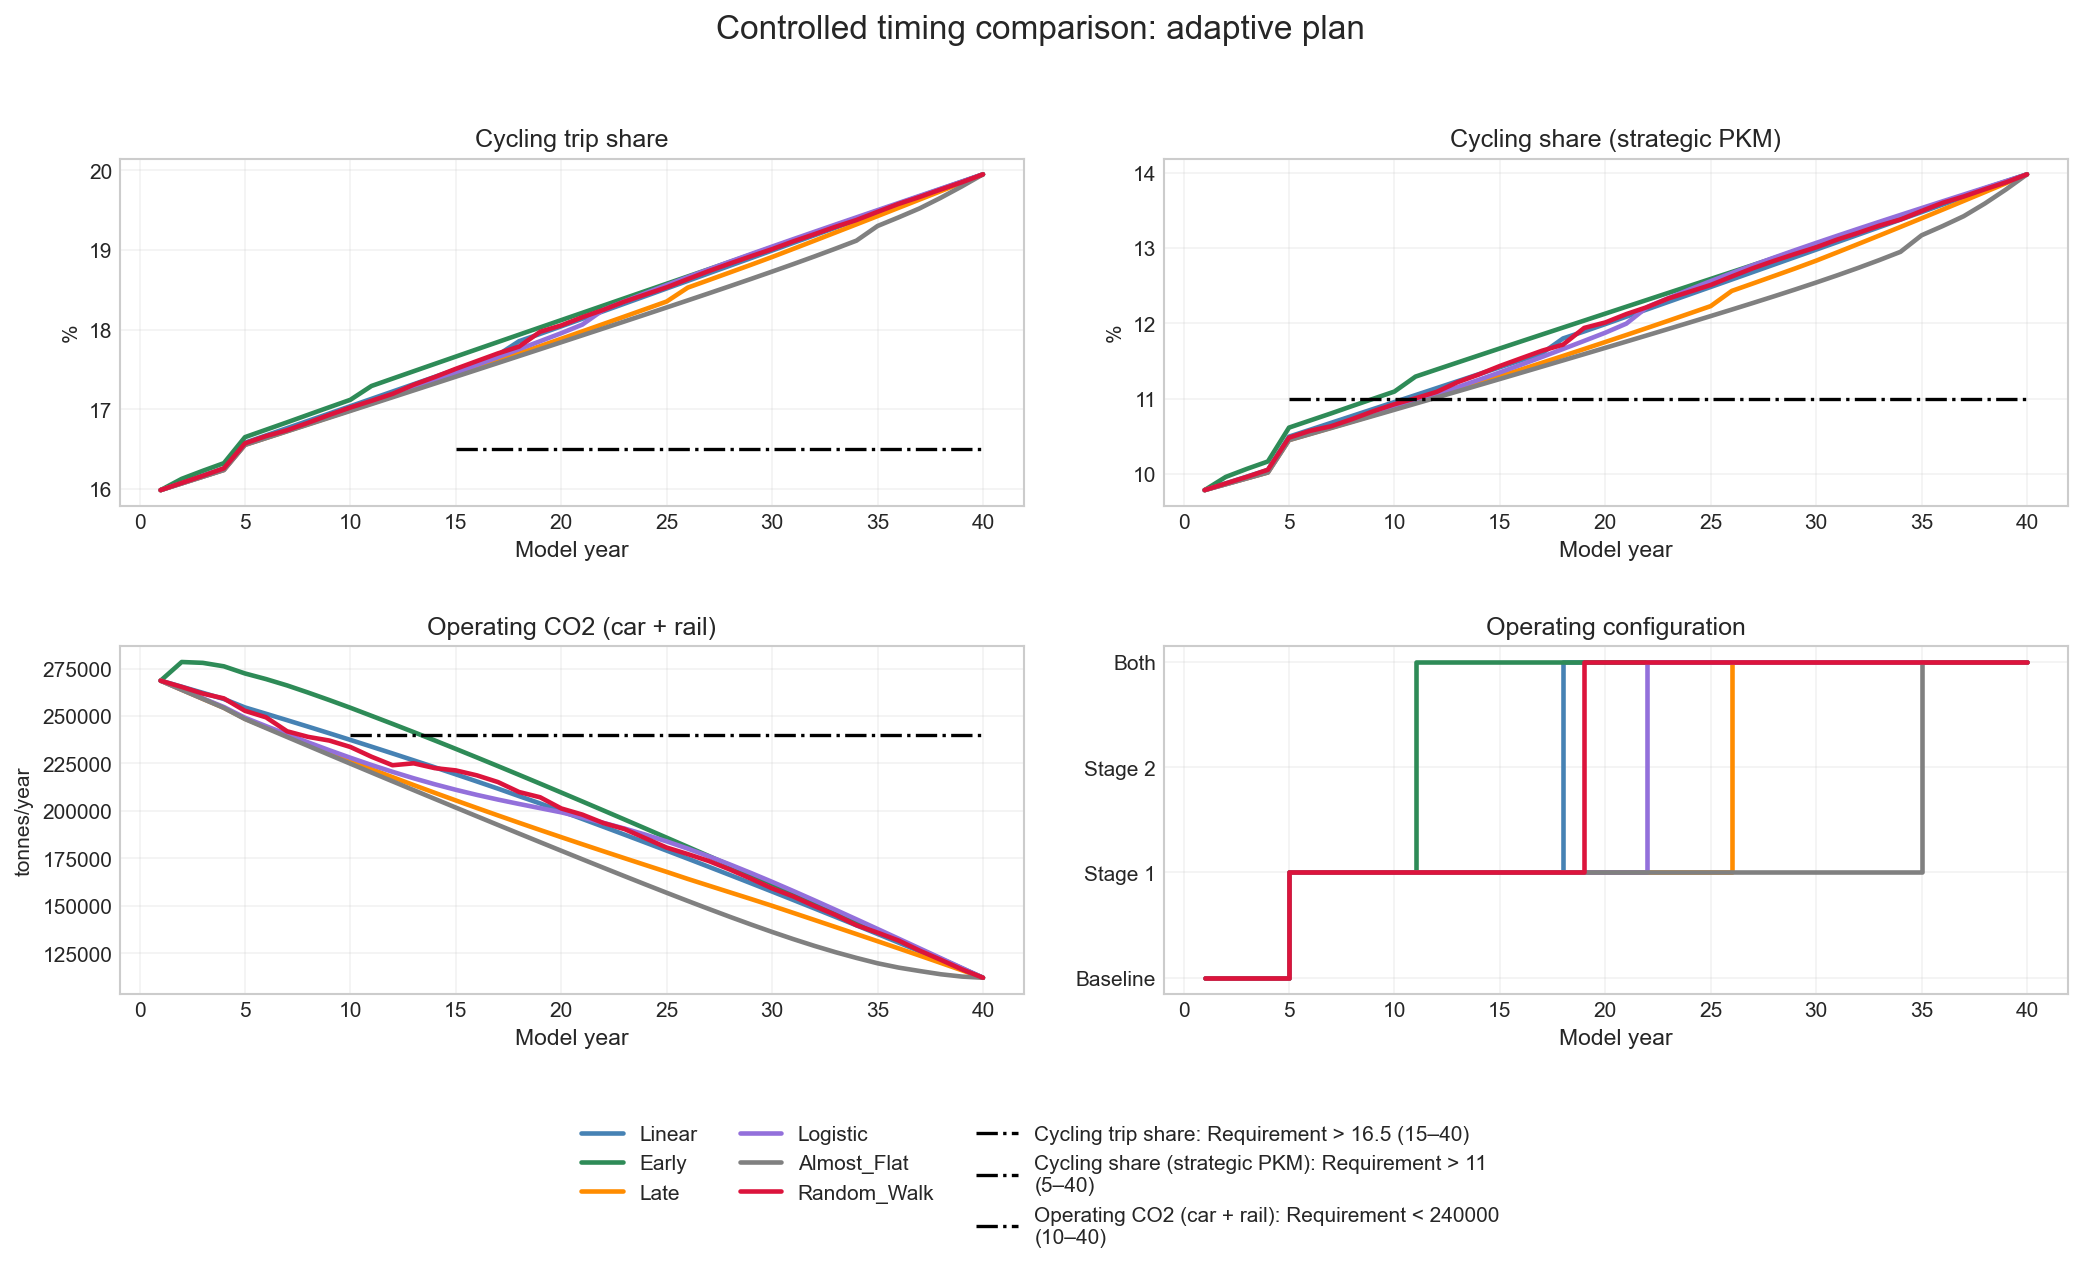 Controlled timing comparison: adaptive plan
Cycling trip share
20
19
18
17
16
%
0 5 10 15 20 25 30 35 40
Model year
Cycling share (strategic PKM)
14
13
12
11
10
%
0 5 10 15 20 25 30 35 40
Model year
Operating CO2 (car + rail)
275000
250000
225000
200000
175000
150000
125000
tonnes/year
0 5 10 15 20 25 30 35 40
Model year
Operating configuration
Both
Stage 2
Stage 1
Baseline
0 5 10 15 20 25 30 35 40
Model year
Linear
Early
Late
Logistic
Almost_Flat
Random_Walk
Cycling trip share: Requirement > 16.5 (15–40)
Cycling share (strategic PKM): Requirement > 11
(5–40)
Operating CO2 (car + rail): Requirement < 240000
(10–40)